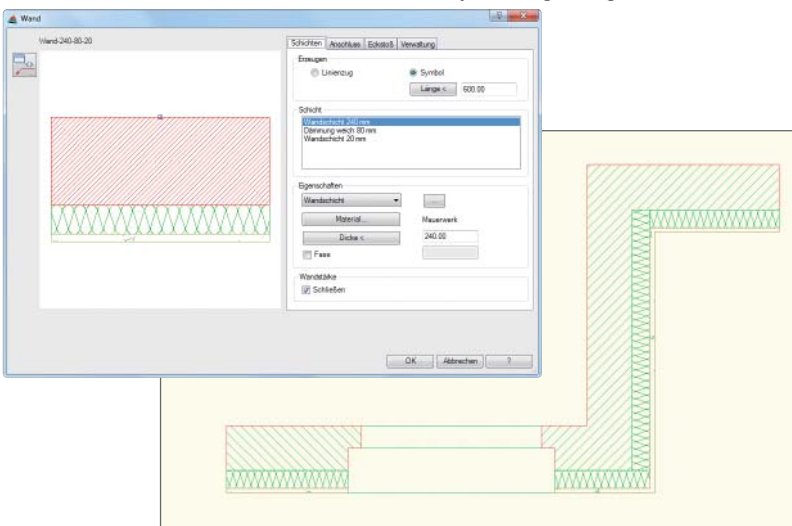 Wand
Wand-240-80-20
Schichten Anschluss Eckstoß Verwaltung
Erzeugen
Linienzug Symbol
Länge < 600.00
Schicht
Wandschicht 240 mm
Dämmung weich 80 mm
Wandschicht 20 mm
Eigenschaften
Wandschicht ...
Material... Mauerwerk
Dicke < 240.00
Fase
Wandstärke
Schließen
OK Abbrechen ?